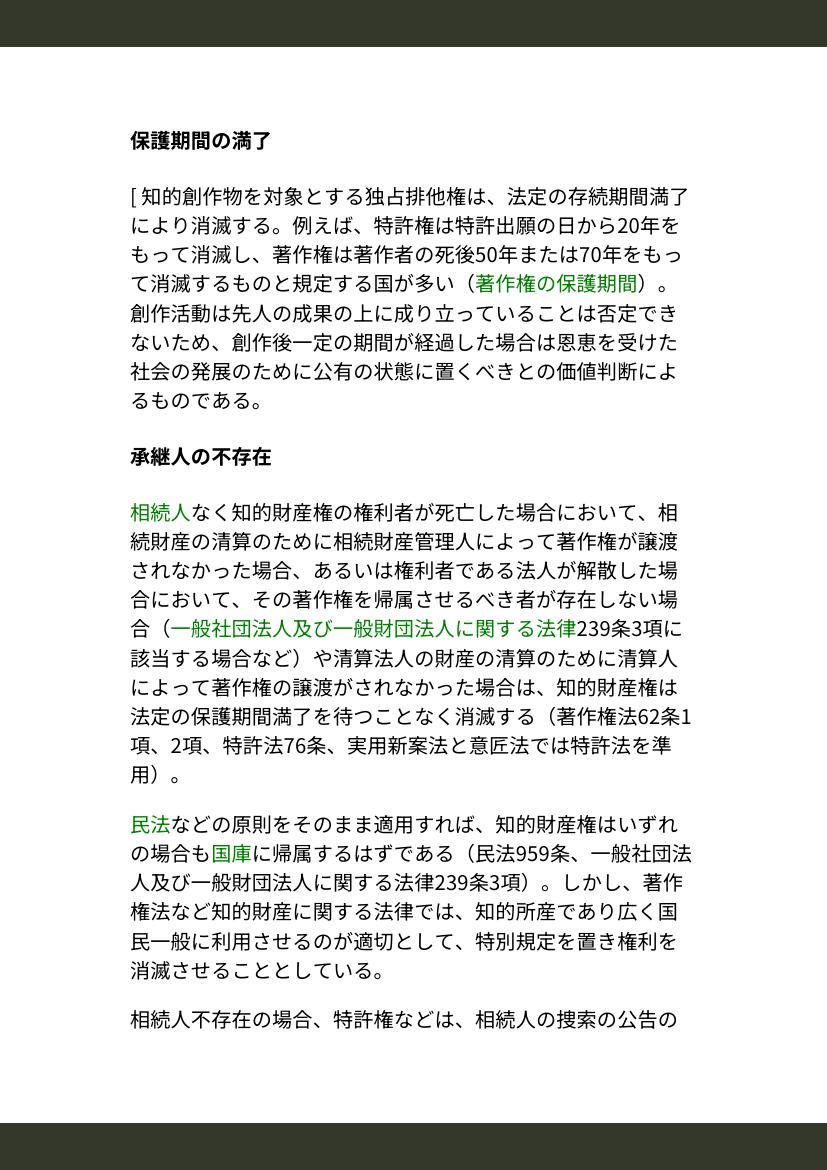 保護期間の満了
[ 知的創作物を対象とする独占排他権は、法定の存続期間満了
により消滅する。例えば、特許権は特許出願の日から20年を
もって消滅し、著作権は著作者の死後50年または70年をもっ
て消滅するものと規定する国が多い（著作権の保護期間）。
創作活動は先人の成果の上に成り立っていることは否定でき
ないため、創作後一定の期間が経過した場合は恩恵を受けた
社会の発展のために公有の状態に置くべきとの価値判断によ
るものである。
承継人の不存在
相続人なく知的財産権の権利者が死亡した場合において、相
続財産の清算のために相続財産管理人によって著作権が譲渡
されなかった場合、あるいは権利者である法人が解散した場
合において、その著作権を帰属させるべき者が存在しない場
合（一般社団法人及び一般財団法人に関する法律239条3項に
該当する場合など）や清算法人の財産の清算のために清算人
によって著作権の譲渡がされなかった場合は、知的財産権は
法定の保護期間満了を待つことなく消滅する（著作権法62条1
項、2項、特許法76条、実用新案法と意匠法では特許法を準
用）。
民法などの原則をそのまま適用すれば、知的財産権はいずれ
の場合も国庫に帰属するはずである（民法959条、一般社団法
人及び一般財団法人に関する法律239条3項）。しかし、著作
権法など知的財産に関する法律では、知的所産であり広く国
民一般に利用させるのが適切として、特別規定を置き権利を
消滅させることとしている。
相続人不存在の場合、特許権などは、相続人の捜索の公告の